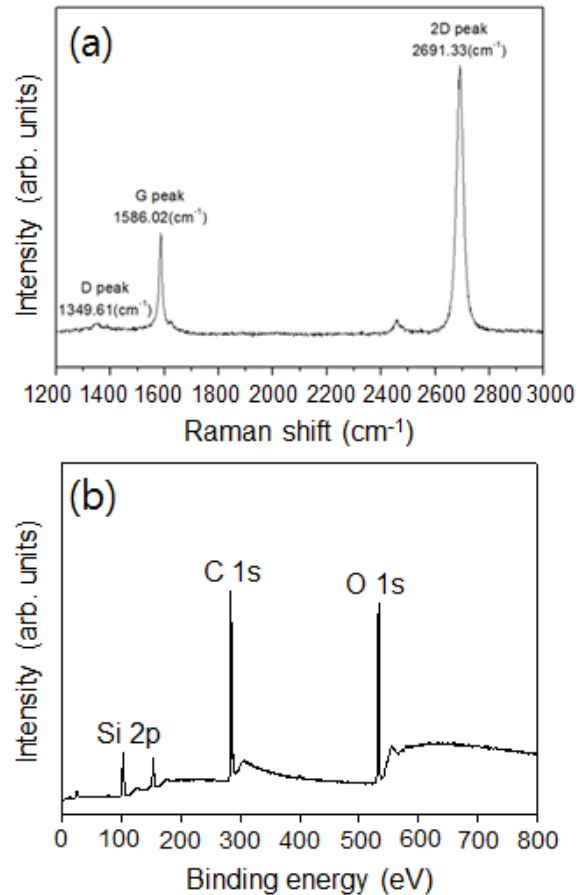 (a)
2D peak
2691.33(cm⁻¹)
G peak
1586.02(cm⁻¹)
D peak
1349.61(cm⁻¹)
Intensity (arb. units)
1200 1400 1600 1800 2000 2200 2400 2600 2800 3000
Raman shift (cm⁻¹)
(b)
C 1s
O 1s
Si 2p
Intensity (arb. units)
0 100 200 300 400 500 600 700 800
Binding energy (eV)